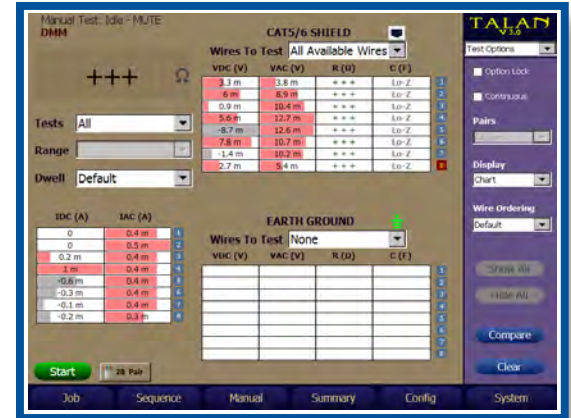 Manual Test: Idle - MUTE
DMM
CAT5/6 SHIELD
TALAN
V 3.0
Wires To Test All Available Wires
Test Options
+++ Ω
VDC (V) VAC (V) R (Ω) C (F)
3.3 m 3.8 m + + + Lo-Z 1
6 m 8.9 m + + + Lo-Z 2
0.9 m 10.4 m + + + Lo-Z 3
5.6 m 12.7 m + + + Lo-Z 4
-8.7 m 12.6 m + + + Lo-Z 5
7.8 m 10.7 m + + + Lo-Z 6
-1.4 m 10.2 m + + + Lo-Z 7
2.7 m 5.4 m + + + Lo-Z
Option Lock
Continuous
Pairs
Tests All
Range
Dwell Default
Display
Chart
Wire Ordering
Default
IDC (A) IAC (A)
0 0.4 m 1
0 0.5 m 2
0.2 m 0.4 m 3
1 m 0.4 m 4
-0.6 m 0.4 m 5
-0.3 m 0.4 m 6
-0.1 m 0.4 m 7
-0.2 m 0.3 m 8
EARTH GROUND
Wires To Test None
VDC (V) VAC (V) R (Ω) C (F)
1
2
3
4
5
6
7
8
Show All
Hide All
Compare
Clear
Start 28 Pair
Job Sequence Manual Summary Config System